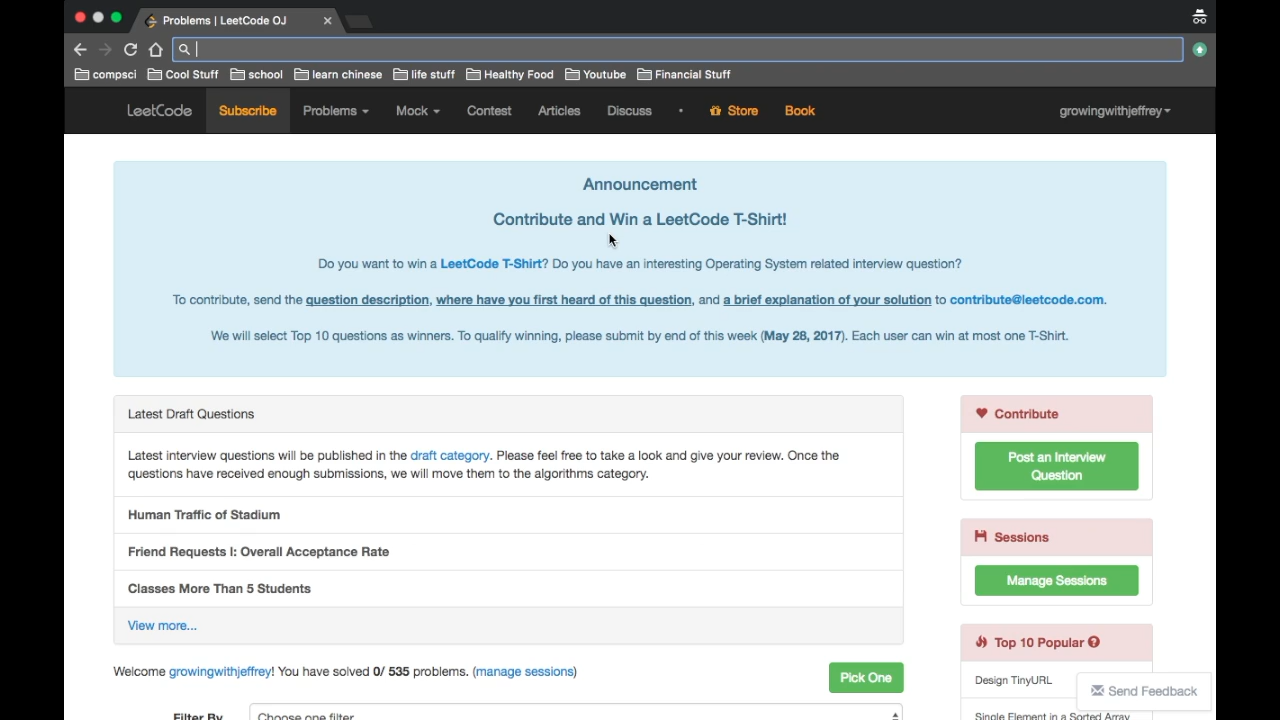 Problems | LeetCode OJ
compsci Cool Stuff school learn chinese life stuff Healthy Food Youtube Financial Stuff
LeetCode Subscribe Problems Mock Contest Articles Discuss Store Book growingwithjeffrey
Announcement
Contribute and Win a LeetCode T-Shirt!
Do you want to win a LeetCode T-Shirt? Do you have an interesting Operating System related interview question?
To contribute, send the question description, where have you first heard of this question, and a brief explanation of your solution to contribute@leetcode.com.
We will select Top 10 questions as winners. To qualify winning, please submit by end of this week (May 28, 2017). Each user can win at most one T-Shirt.
Latest Draft Questions
Latest interview questions will be published in the draft category. Please feel free to take a look and give your review. Once the
questions have received enough submissions, we will move them to the algorithms category.
Human Traffic of Stadium
Friend Requests I: Overall Acceptance Rate
Classes More Than 5 Students
View more...
Welcome growingwithjeffrey! You have solved 0/ 535 problems. (manage sessions)
Pick One
Filter By Choose one filter
Contribute
Post an Interview
Question
Sessions
Manage Sessions
Top 10 Popular
Design TinyURL
Single Element in a Sorted Array
Send Feedback